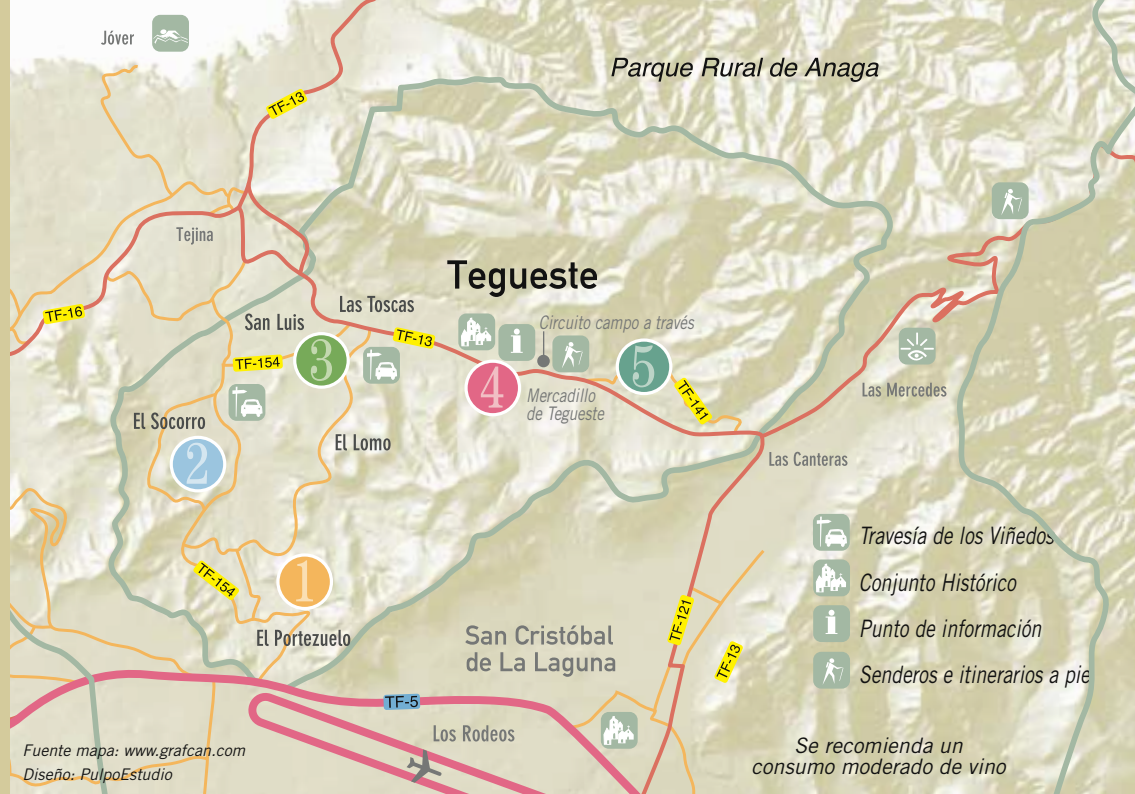 Jóver
Parque Rural de Anaga
TF-13
Tejina
Tegueste
TF-16
Las Toscas
San Luis
TF-13
Circuito campo a través
i
3
TF-154
4
5
Mercadillo
de Tegueste
TF-141
Las Mercedes
El Socorro
2
El Lomo
Las Canteras
Travesía de los Viñedos
1
TF-154
Conjunto Histórico
i
Punto de información
TF-121
El Portezuelo
San Cristóbal
de La Laguna
TF-13
Senderos e itinerarios a pie
TF-5
Los Rodeos
Fuente mapa: www.grafcan.com
Diseño: PulpoEstudio
Se recomienda un
consumo moderado de vino